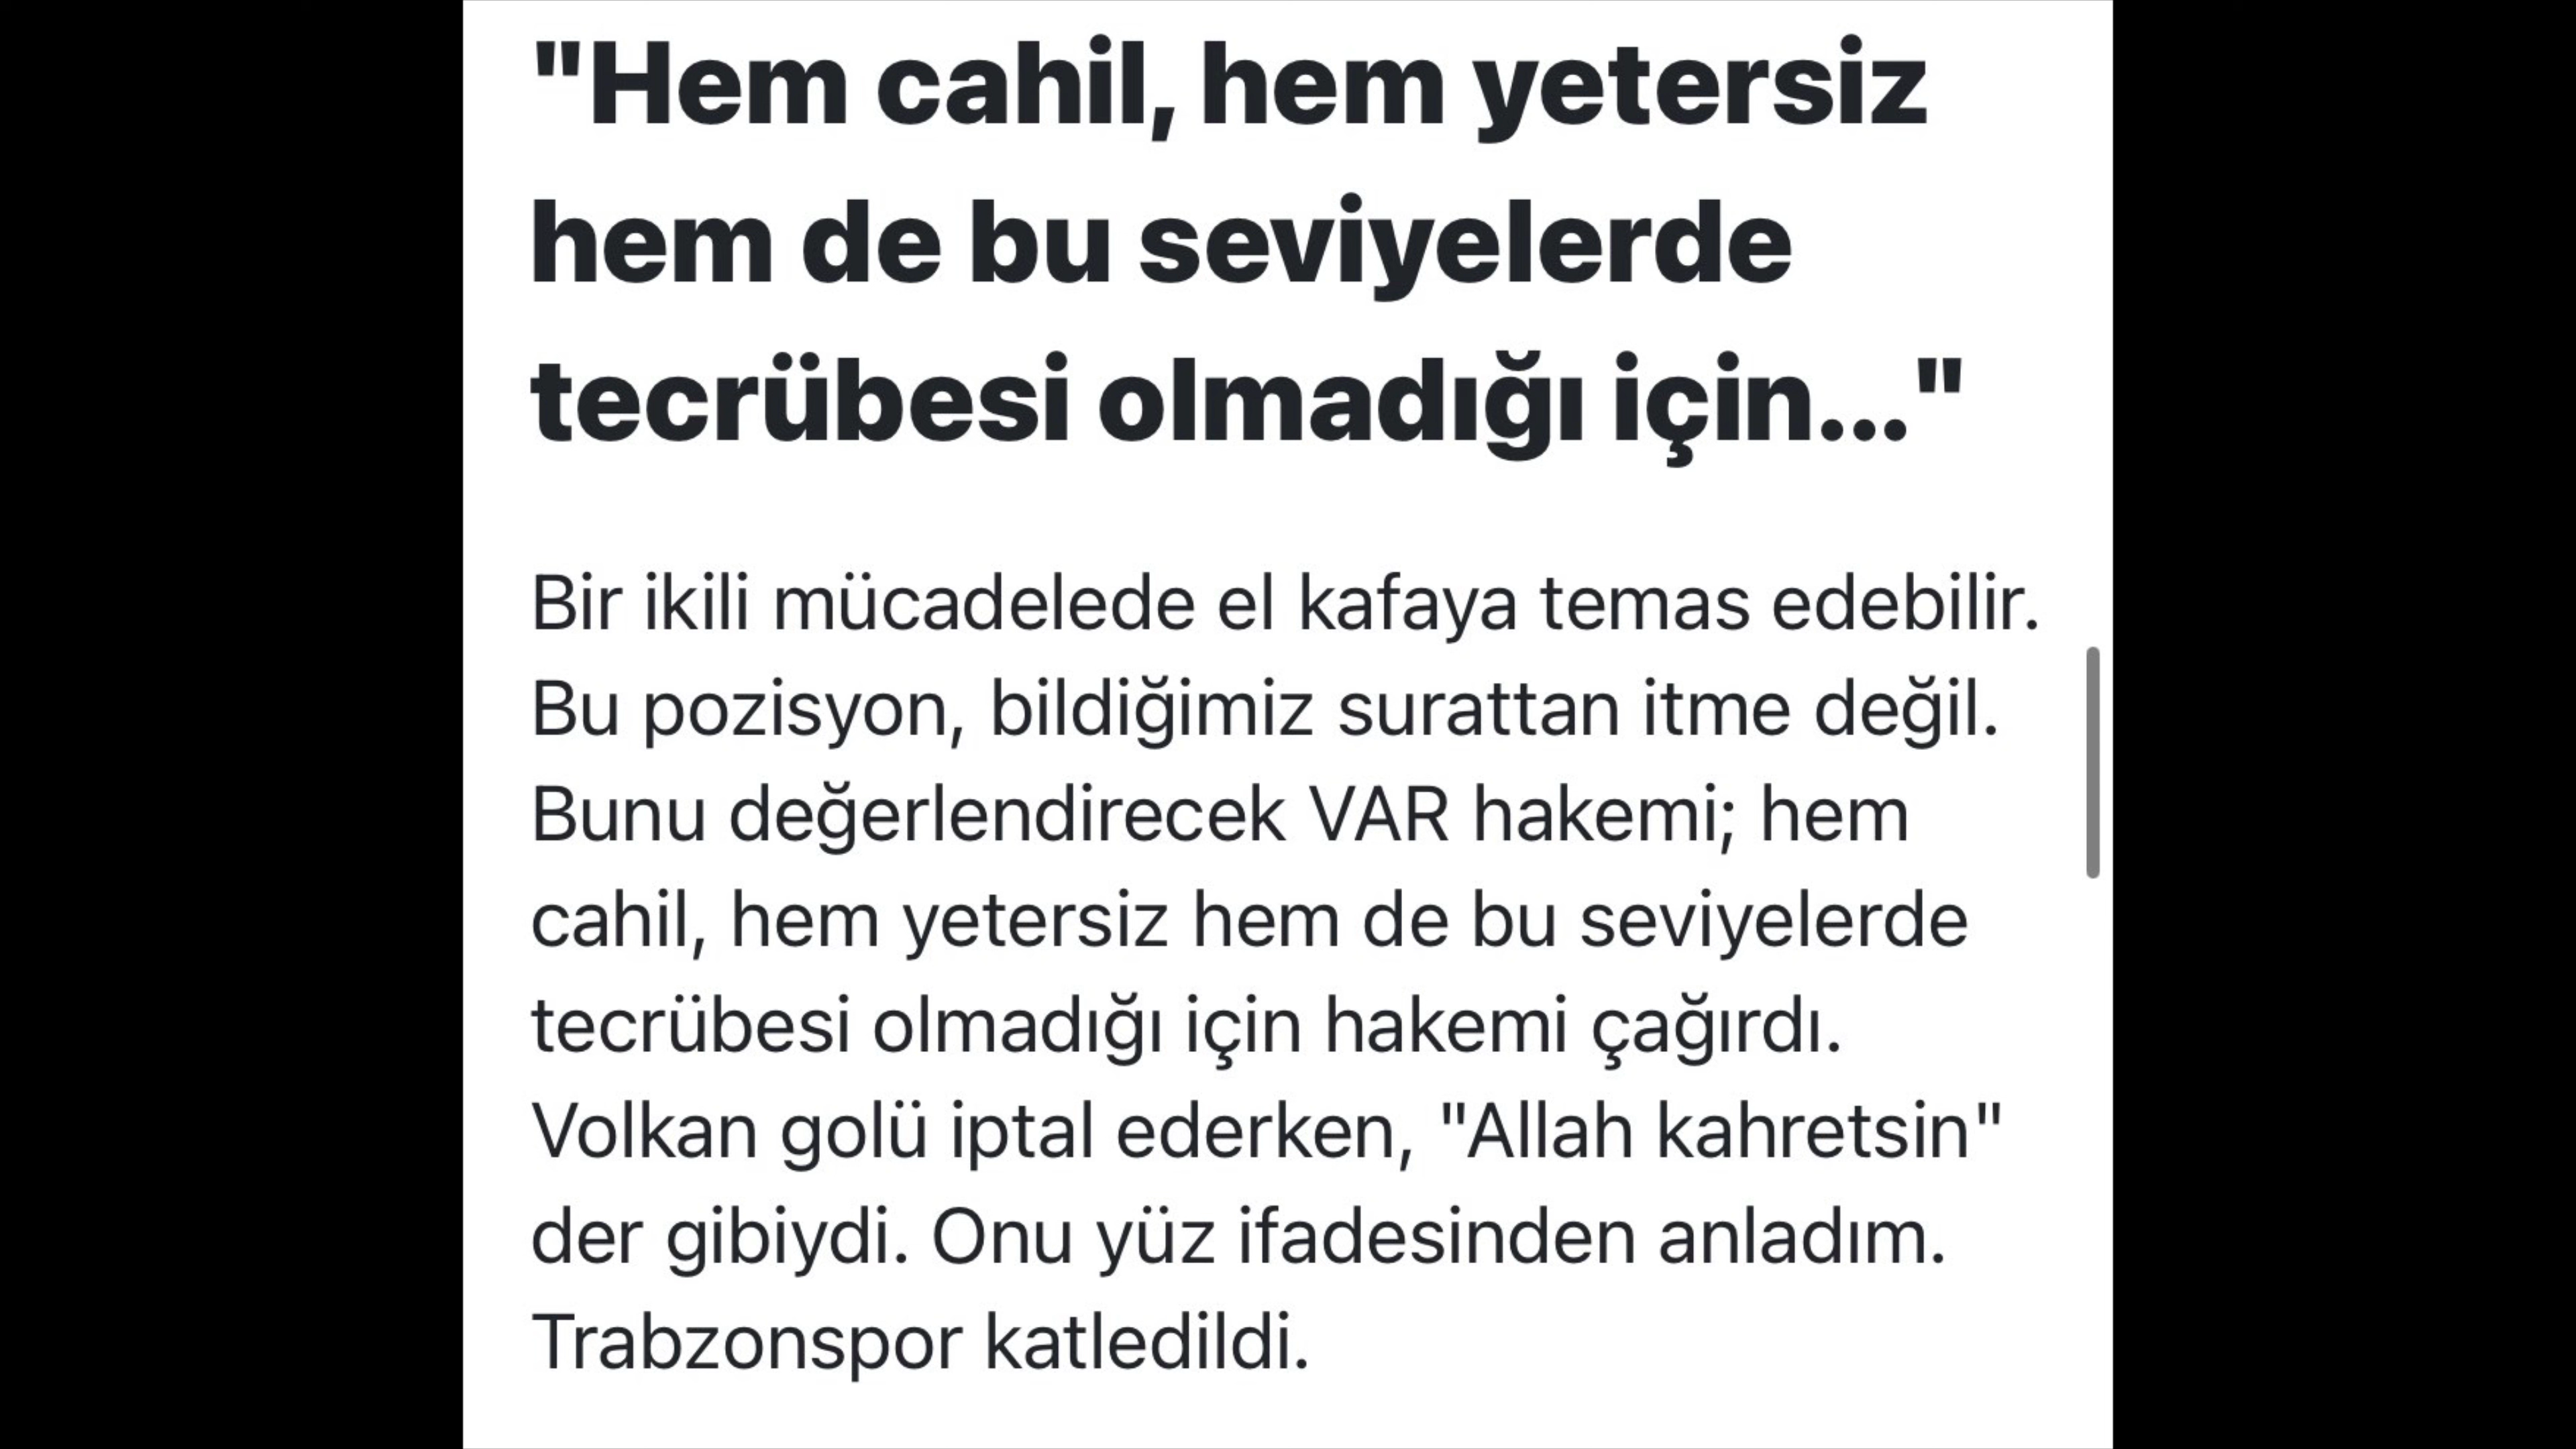 "Hem cahil, hem yetersiz
hem de bu seviyelerde
tecrübesi olmadığı için..."
Bir ikili mücadelede el kafaya temas edebilir.
Bu pozisyon, bildiğimiz surattan itme değil.
Bunu değerlendirecek VAR hakemi; hem
cahil, hem yetersiz hem de bu seviyelerde
tecrübesi olmadığı için hakemi çağırdı.
Volkan golü iptal ederken, "Allah kahretsin"
der gibiydi. Onu yüz ifadesinden anladım.
Trabzonspor katledildi.